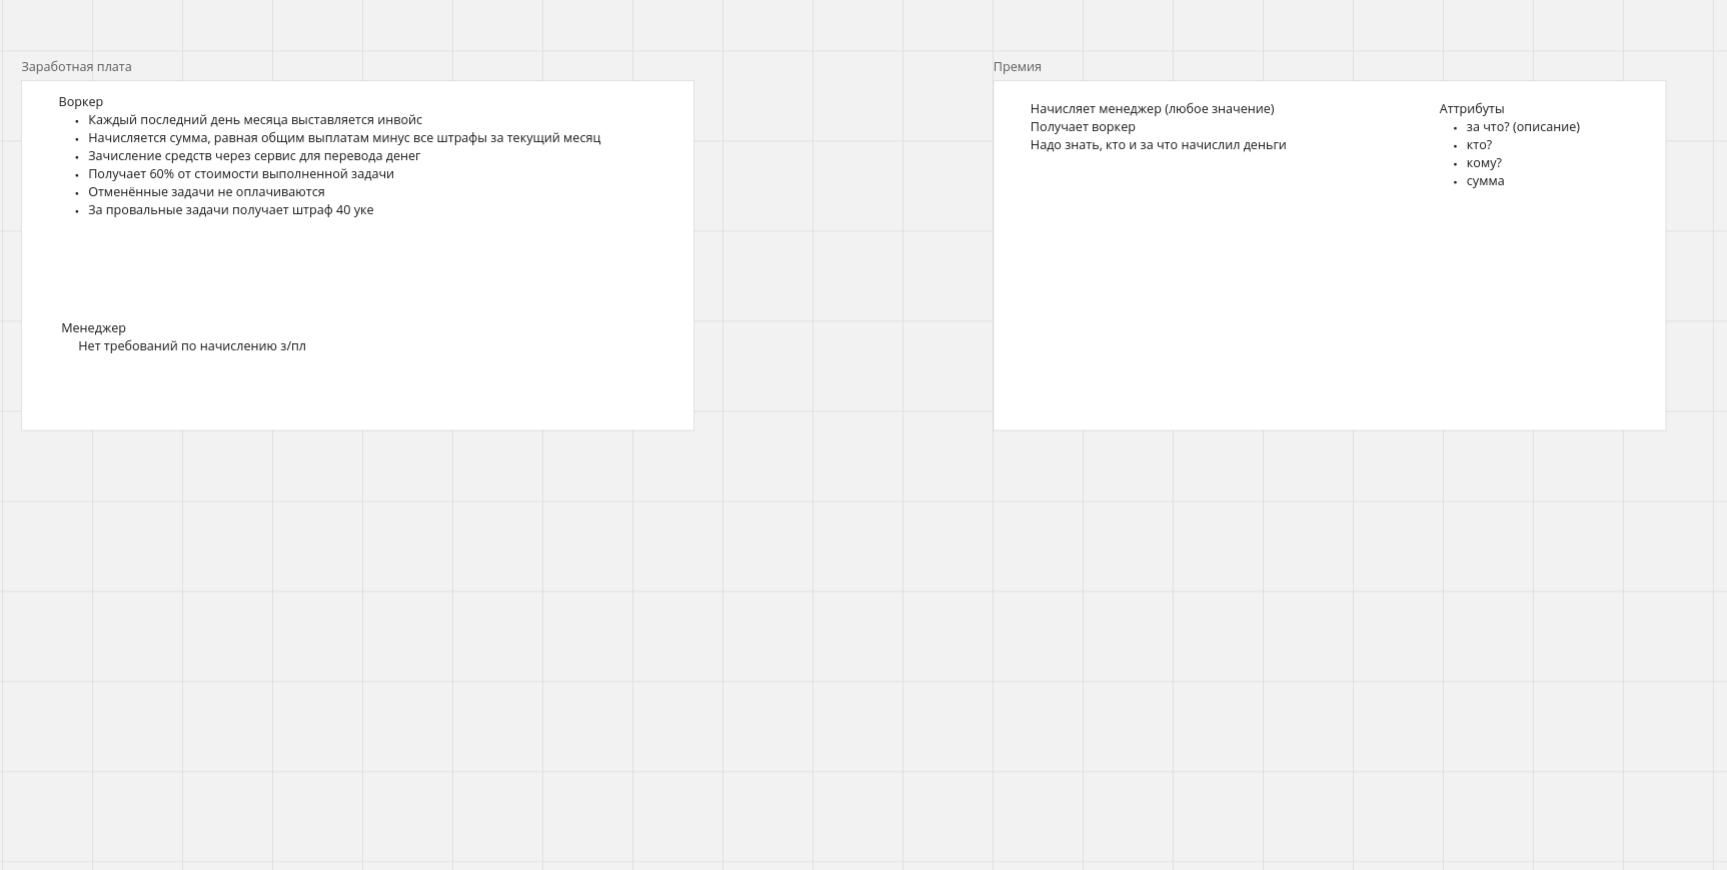 Заработная плата
Воркер
• Каждый последний день месяца выставляется инвойс
• Начисляется сумма, равная общим выплатам минус все штрафы за текущий месяц
• Зачисление средств через сервис для перевода денег
• Получает 60% от стоимости выполненной задачи
• Отменённые задачи не оплачиваются
• За провальные задачи получает штраф 40 уке
Менеджер
Нет требований по начислению з/пл
Премия
Начисляет менеджер (любое значение)
Получает воркер
Надо знать, кто и за что начислил деньги
Аттрибуты
• за что? (описание)
• кто?
• кому?
• сумма